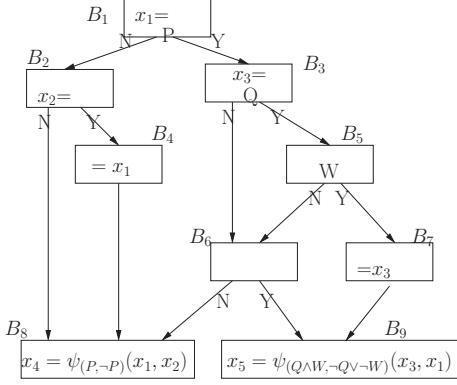 B₁ x₁=
N P Y
B₂ B₃
x₃=
x₂= Q
N Y N Y
B₄ B₅
= x₁ W
N Y
B₆ B₇
=x₃
N Y
B₈ B₉
x₄ = ψ₍P,¬P₎(x₁, x₂) x₅ = ψ₍Q∧W,¬Q∨¬W₎(x₃, x₁)